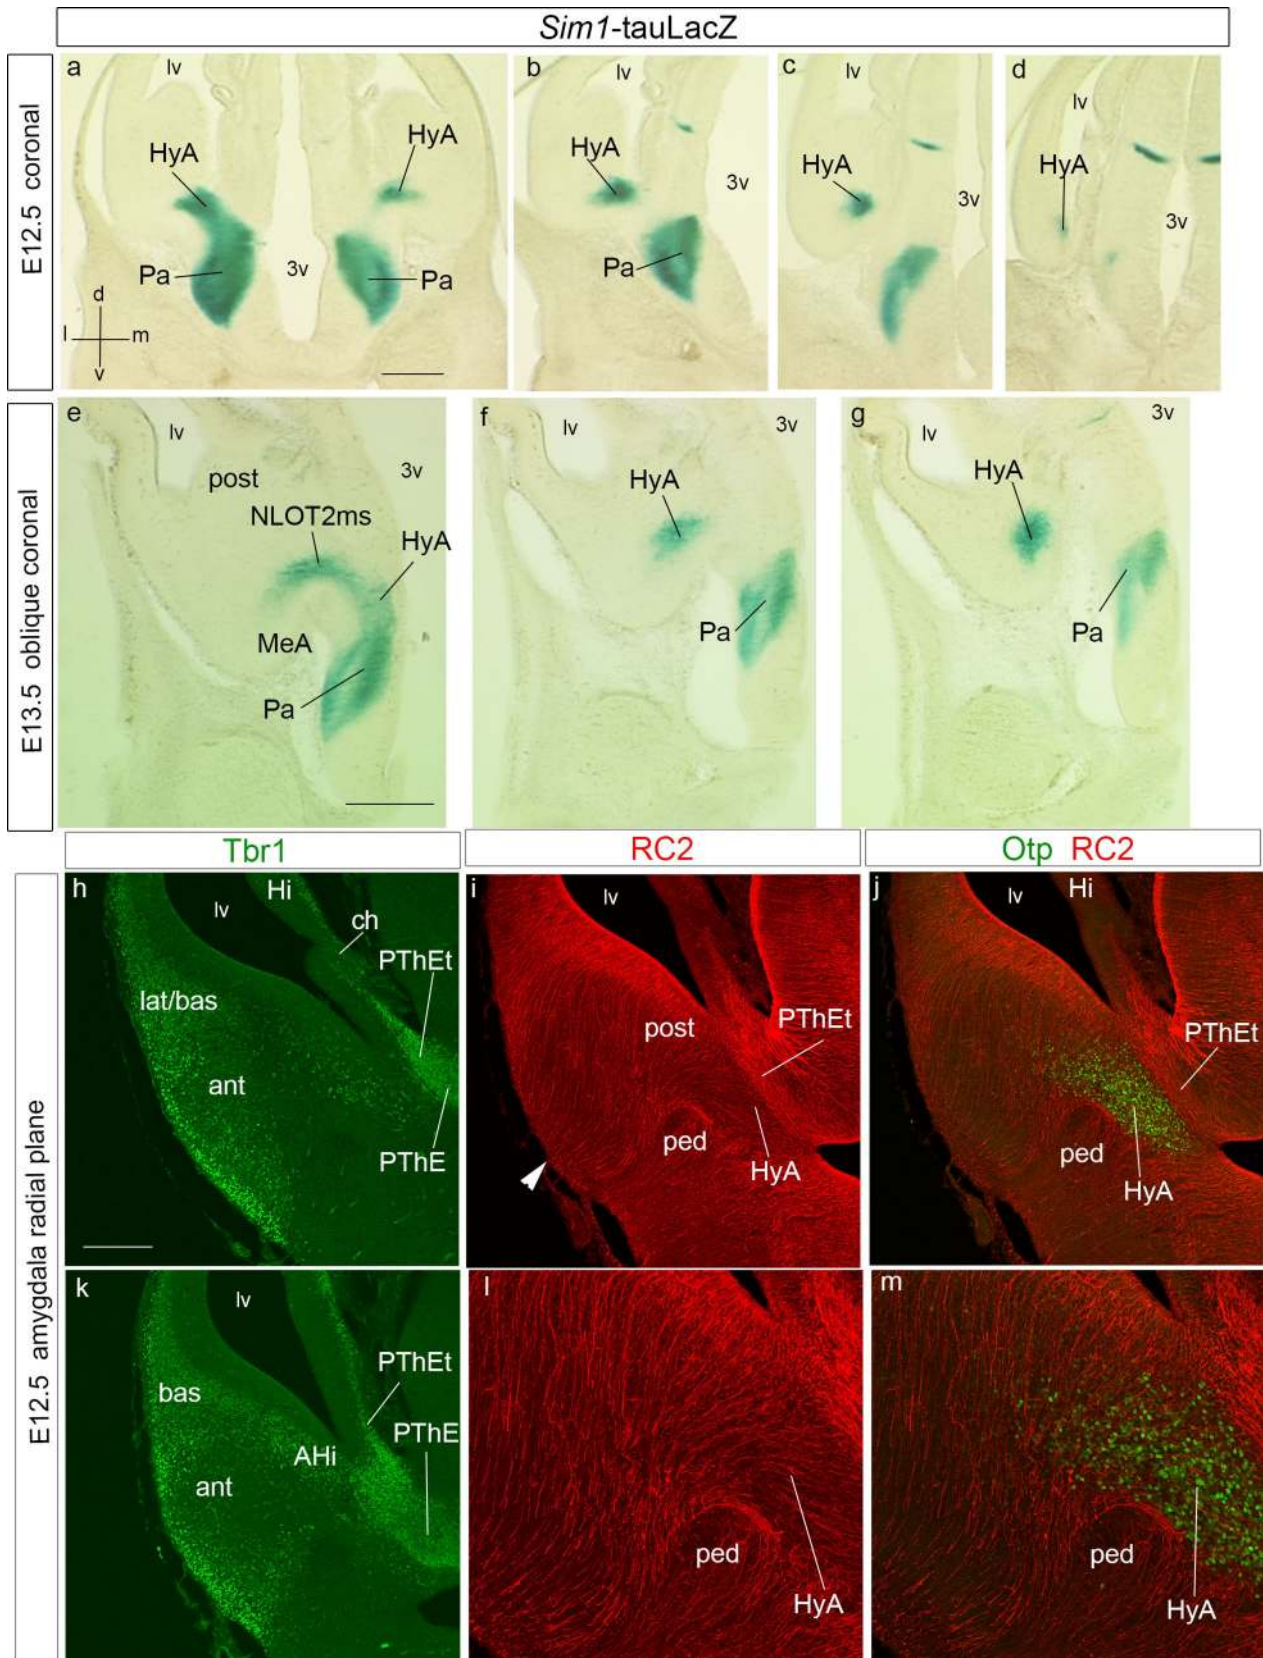 Sim1-tauLacZ
E12.5 coronal
a
lv
HyA
HyA
Pa
3v
Pa
d
l
m
v
b
lv
HyA
3v
Pa
c
lv
HyA
3v
d
lv
HyA
3v
E13.5 oblique coronal
e
lv
post
3v
NLOT2ms
HyA
MeA
Pa
f
lv
3v
HyA
Pa
g
lv
3v
HyA
Pa
Tbr1
RC2
Otp RC2
E12.5 amygdala radial plane
h
Hi
lv
ch
PThEt
lat/bas
ant
PThE
i
lv
post
PThEt
ped
HyA
j
lv
Hi
PThEt
ped
HyA
k
lv
PThEt
bas
PThE
AHi
ant
l
ped
HyA
m
ped
HyA